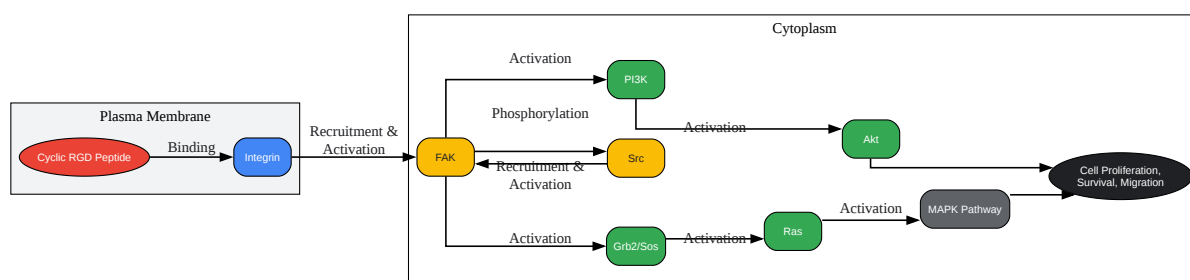 Cytoplasm
Activation
PI3K
Plasma Membrane
Phosphorylation
Recruitment &
Activation
Activation
Akt
Binding
Cyclic RGD Peptide
Integrin
FAK
Src
Recruitment &
Activation
Cell Proliferation,
Survival, Migration
Activation
MAPK Pathway
Activation
Grb2/Sos
Activation
Ras